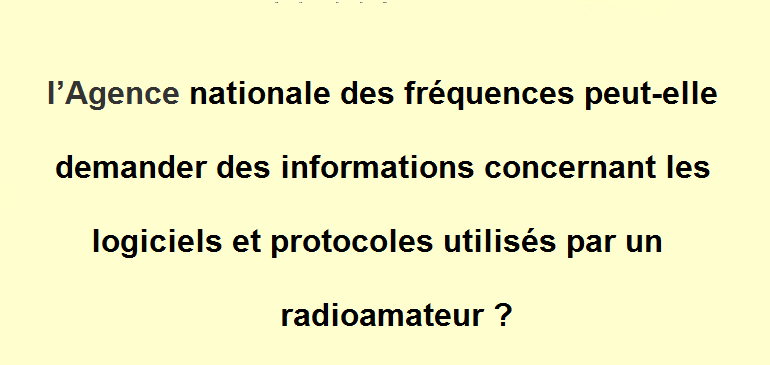 l’Agence nationale des fréquences peut-elle
demander des informations concernant les
logiciels et protocoles utilisés par un
radioamateur ?